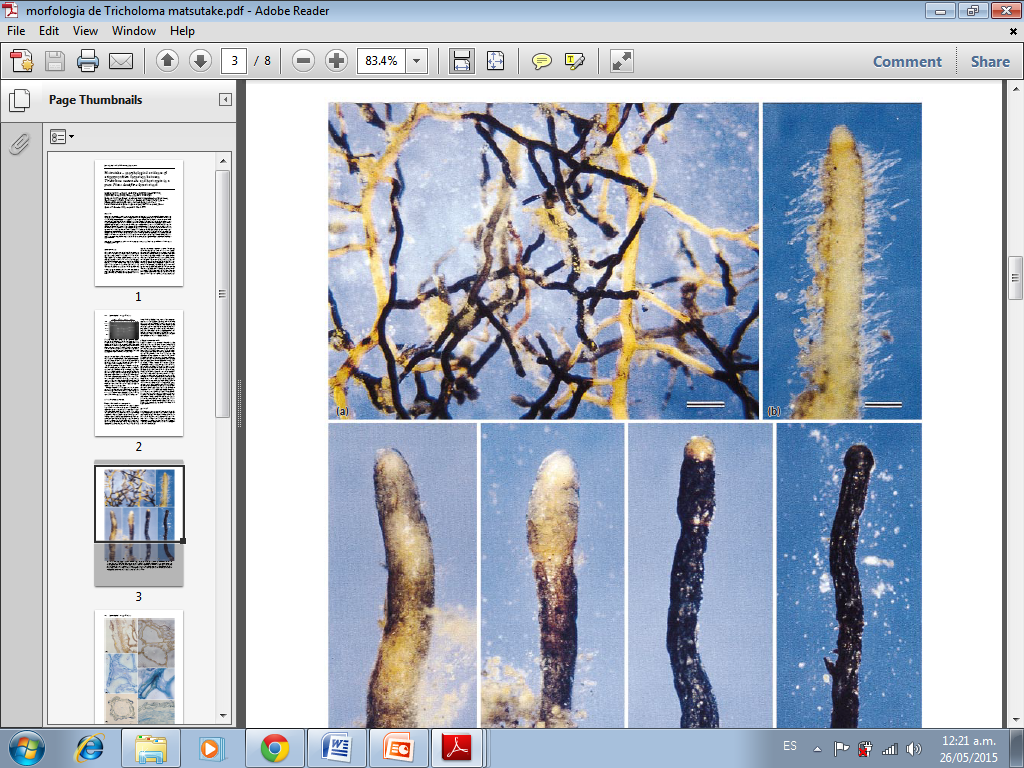 morfologia de Tricholoma matsutake.pdf - Adobe Reader
File Edit View Window Help
3 / 8 83.4% Comment Share
Page Thumbnails
1
2
3
(a) (b)
ES 12:21 a.m.
26/05/2015